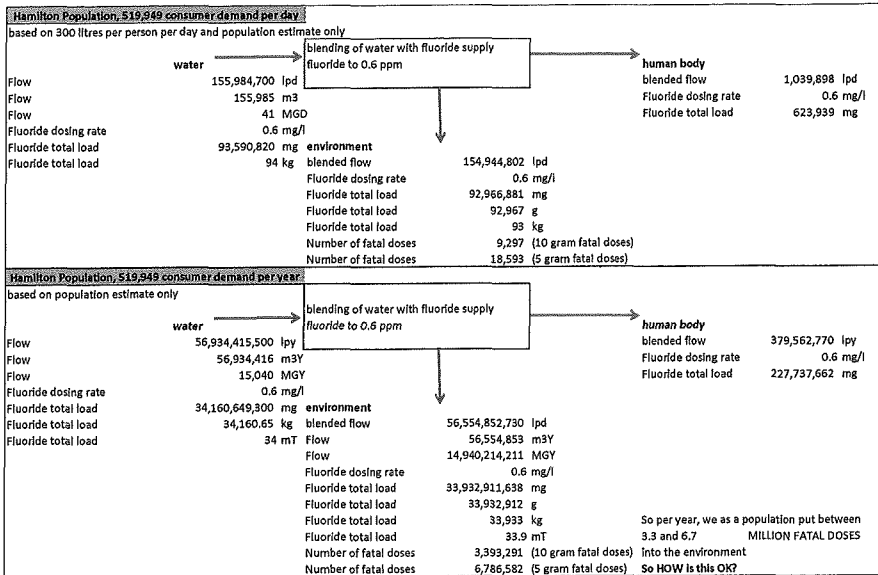 Hamilton Population, 519,949 consumer demand per day
based on 300 litres per person per day and population estimate only
water
blending of water with fluoride supply
fluoride to 0.6 ppm
human body
Flow 155,984,700 lpd
Flow 155,985 m3
Flow 41 MGD
Fluoride dosing rate 0.6 mg/l
Fluoride total load 93,590,820 mg
Fluoride total load 94 kg
blended flow 1,039,898 lpd
Fluoride dosing rate 0.6 mg/l
Fluoride total load 623,939 mg
environment
blended flow 154,944,802 lpd
Fluoride dosing rate 0.6 mg/l
Fluoride total load 92,966,881 mg
Fluoride total load 92,967 g
Fluoride total load 93 kg
Number of fatal doses 9,297 (10 gram fatal doses)
Number of fatal doses 18,593 (5 gram fatal doses)
Hamilton Population, 519,949 consumer demand per year
based on population estimate only
water
blending of water with fluoride supply
fluoride to 0.6 ppm
human body
Flow 56,934,415,500 lpy
Flow 56,934,416 m3Y
Flow 15,040 MGY
Fluoride dosing rate 0.6 mg/l
Fluoride total load 34,160,649,300 mg
Fluoride total load 34,160.65 kg
Fluoride total load 34 mT
blended flow 379,562,770 lpy
Fluoride dosing rate 0.6 mg/l
Fluoride total load 227,737,662 mg
environment
blended flow 56,554,852,730 lpd
Flow 56,554,853 m3Y
Flow 14,940,214,211 MGY
Fluoride dosing rate 0.6 mg/l
Fluoride total load 33,932,911,638 mg
Fluoride total load 33,932,912 g
Fluoride total load 33,933 kg
Fluoride total load 33.9 mT
Number of fatal doses 3,393,291 (10 gram fatal doses)
Number of fatal doses 6,786,582 (5 gram fatal doses)
So per year, we as a population put between
3.3 and 6.7 MILLION FATAL DOSES
into the environment
So HOW is this OK?